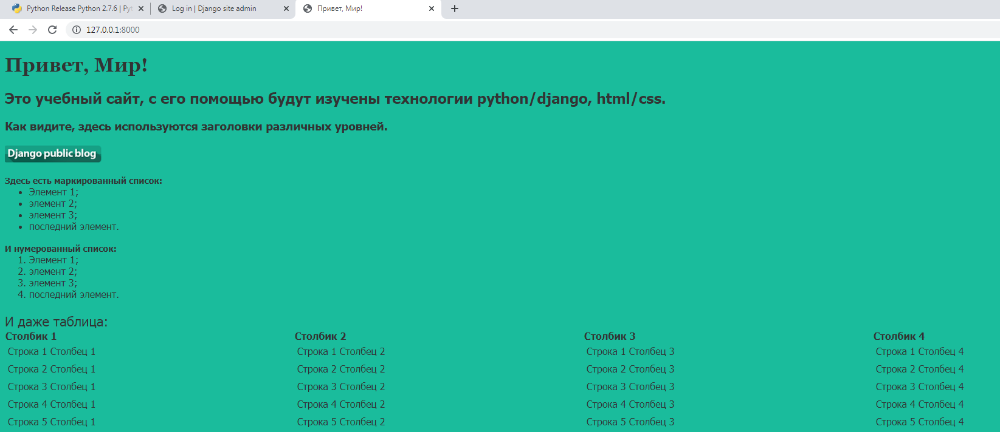 Python Release Python 2.7.6 | Pyt
Log in | Django site admin
Привет, Мир!
127.0.0.1:8000
Привет, Мир!
Это учебный сайт, с его помощью будут изучены технологии python/django, html/css.
Как видите, здесь используются заголовки различных уровней.
Django public blog
Здесь есть маркированный список:
• Элемент 1;
• элемент 2;
• элемент 3;
• последний элемент.
И нумерованный список:
1. Элемент 1;
2. элемент 2;
3. элемент 3;
4. последний элемент.
И даже таблица:
Столбик 1 Столбик 2 Столбик 3 Столбик 4
Строка 1 Столбец 1 Строка 1 Столбец 2 Строка 1 Столбец 3 Строка 1 Столбец 4
Строка 2 Столбец 1 Строка 2 Столбец 2 Строка 2 Столбец 3 Строка 2 Столбец 4
Строка 3 Столбец 1 Строка 3 Столбец 2 Строка 3 Столбец 3 Строка 3 Столбец 4
Строка 4 Столбец 1 Строка 4 Столбец 2 Строка 4 Столбец 3 Строка 4 Столбец 4
Строка 5 Столбец 1 Строка 5 Столбец 2 Строка 5 Столбец 3 Строка 5 Столбец 4